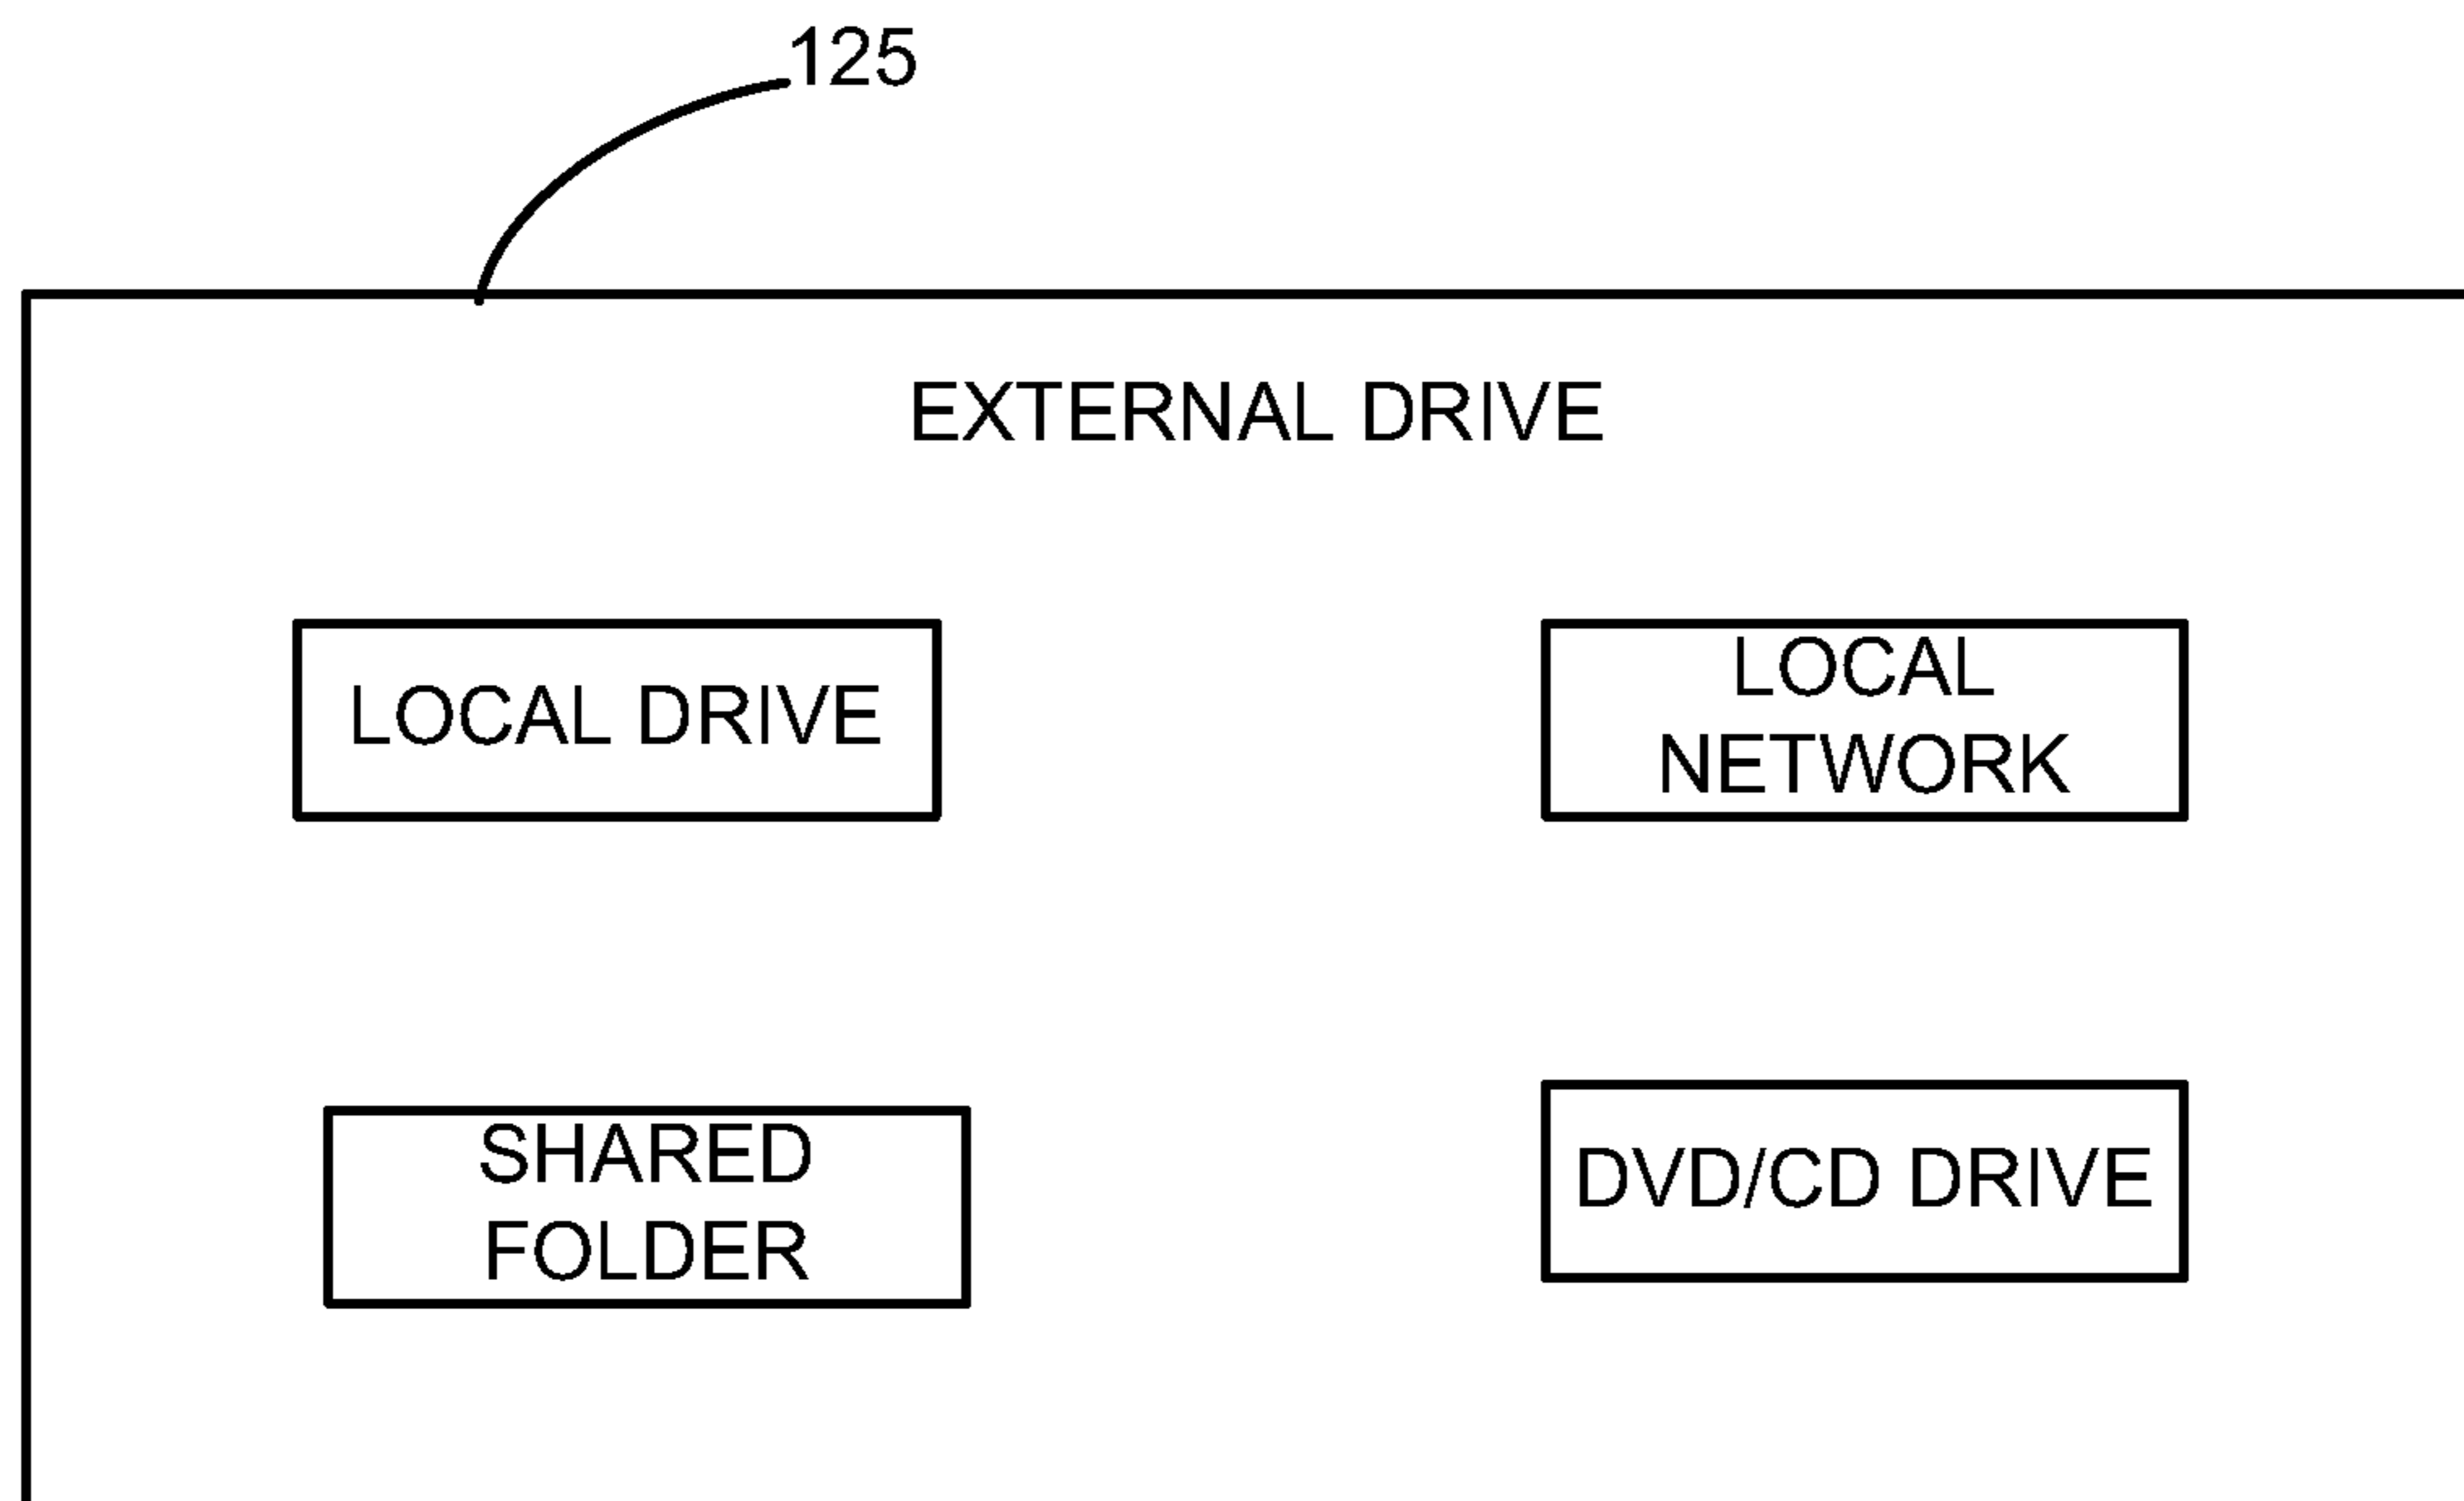 125
EXTERNAL DRIVE
LOCAL DRIVE
LOCAL
NETWORK
SHARED
FOLDER
DVD/CD DRIVE